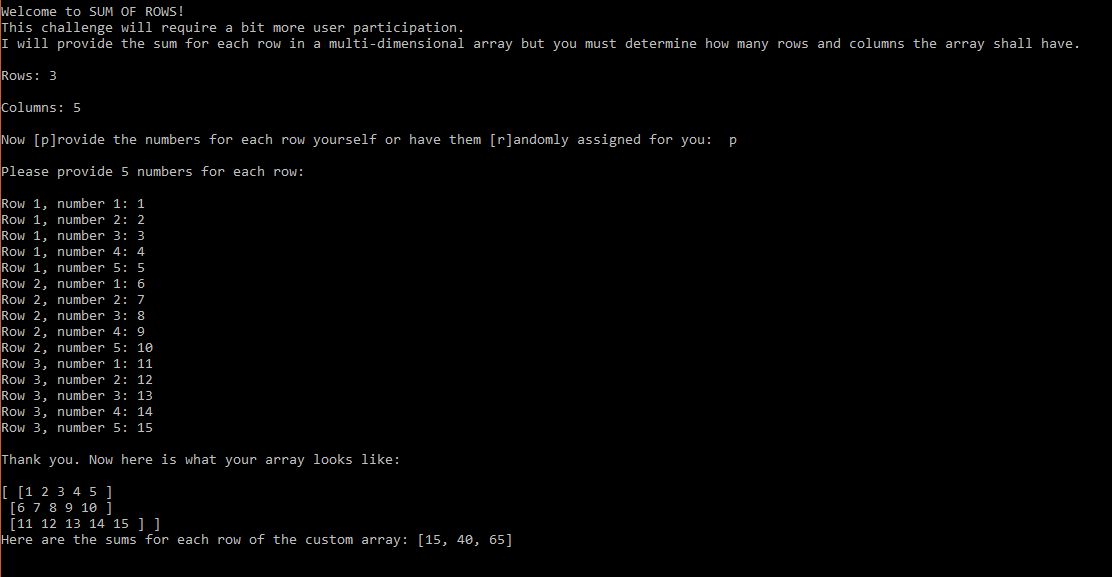 Welcome to SUM OF ROWS!
This challenge will require a bit more user participation.
I will provide the sum for each row in a multi-dimensional array but you must determine how many rows and columns the array shall have.
Rows: 3
Columns: 5
Now [p]rovide the numbers for each row yourself or have them [r]andomly assigned for you:  p
Please provide 5 numbers for each row:
Row 1, number 1: 1
Row 1, number 2: 2
Row 1, number 3: 3
Row 1, number 4: 4
Row 1, number 5: 5
Row 2, number 1: 6
Row 2, number 2: 7
Row 2, number 3: 8
Row 2, number 4: 9
Row 2, number 5: 10
Row 3, number 1: 11
Row 3, number 2: 12
Row 3, number 3: 13
Row 3, number 4: 14
Row 3, number 5: 15
Thank you. Now here is what your array looks like:
[ [1 2 3 4 5 ]
 [6 7 8 9 10 ]
 [11 12 13 14 15 ] ]
Here are the sums for each row of the custom array: [15, 40, 65]